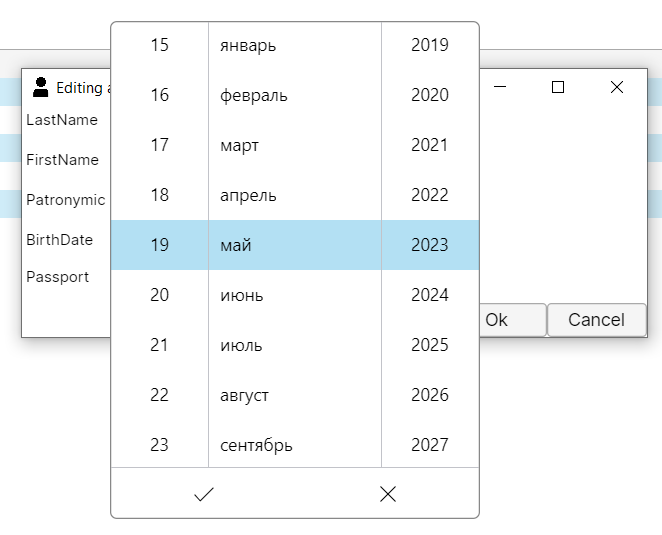 15 январь 2019
16 февраль 2020
17 март 2021
18 апрель 2022
19 май 2023
20 июнь 2024
21 июль 2025
22 август 2026
23 сентябрь 2027
Editing
LastName
FirstName
Patronymic
BirthDate
Passport
Ok Cancel